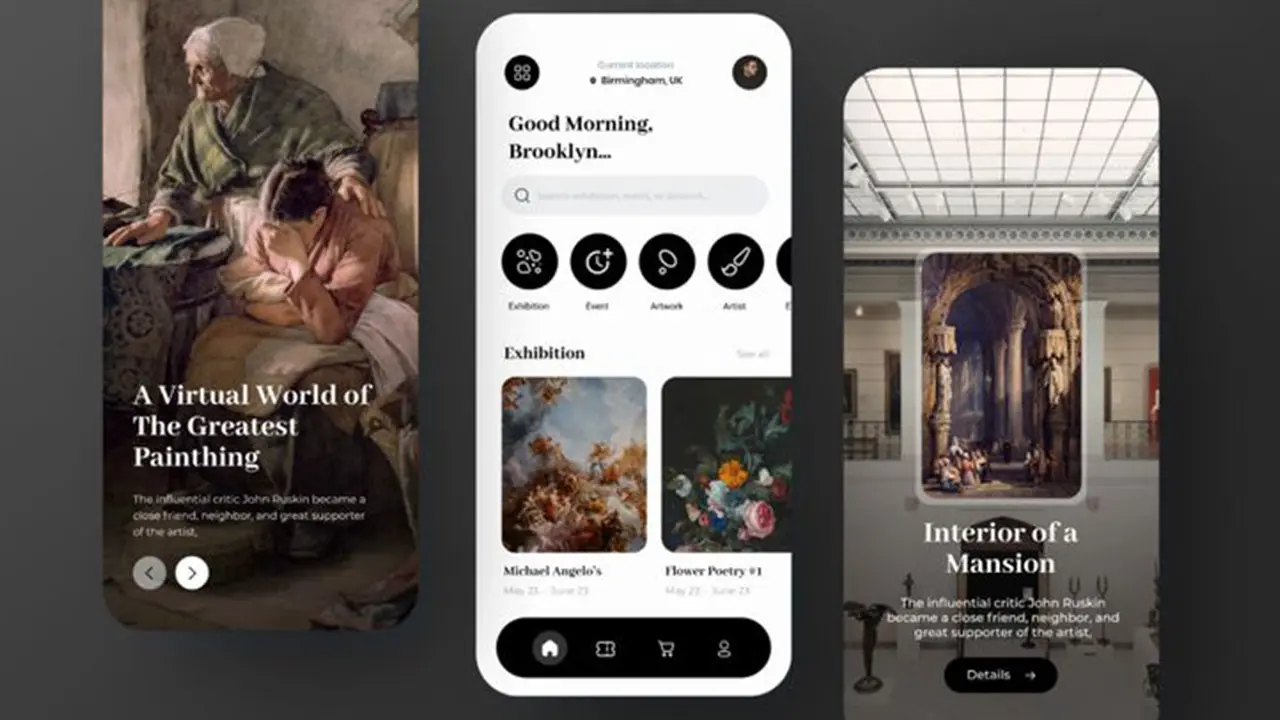 A Virtual World of
The Greatest
Painthing
The influential critic John Ruskin became a
close friend, neighbor, and great supporter
of the artist,
Current location
Birmingham, UK
Good Morning,
Brooklyn...
Search exhibition, event, or artwork...
Exhibition
Event
Artwork
Artist
E
Exhibition
See all
Michael Angelo's
May 23 - June 23
Flower Poetry #1
May 23 - June 23
Interior of a
Mansion
The influential critic John Ruskin
became a close friend, neighbor, and
great supporter of the artist,
Details